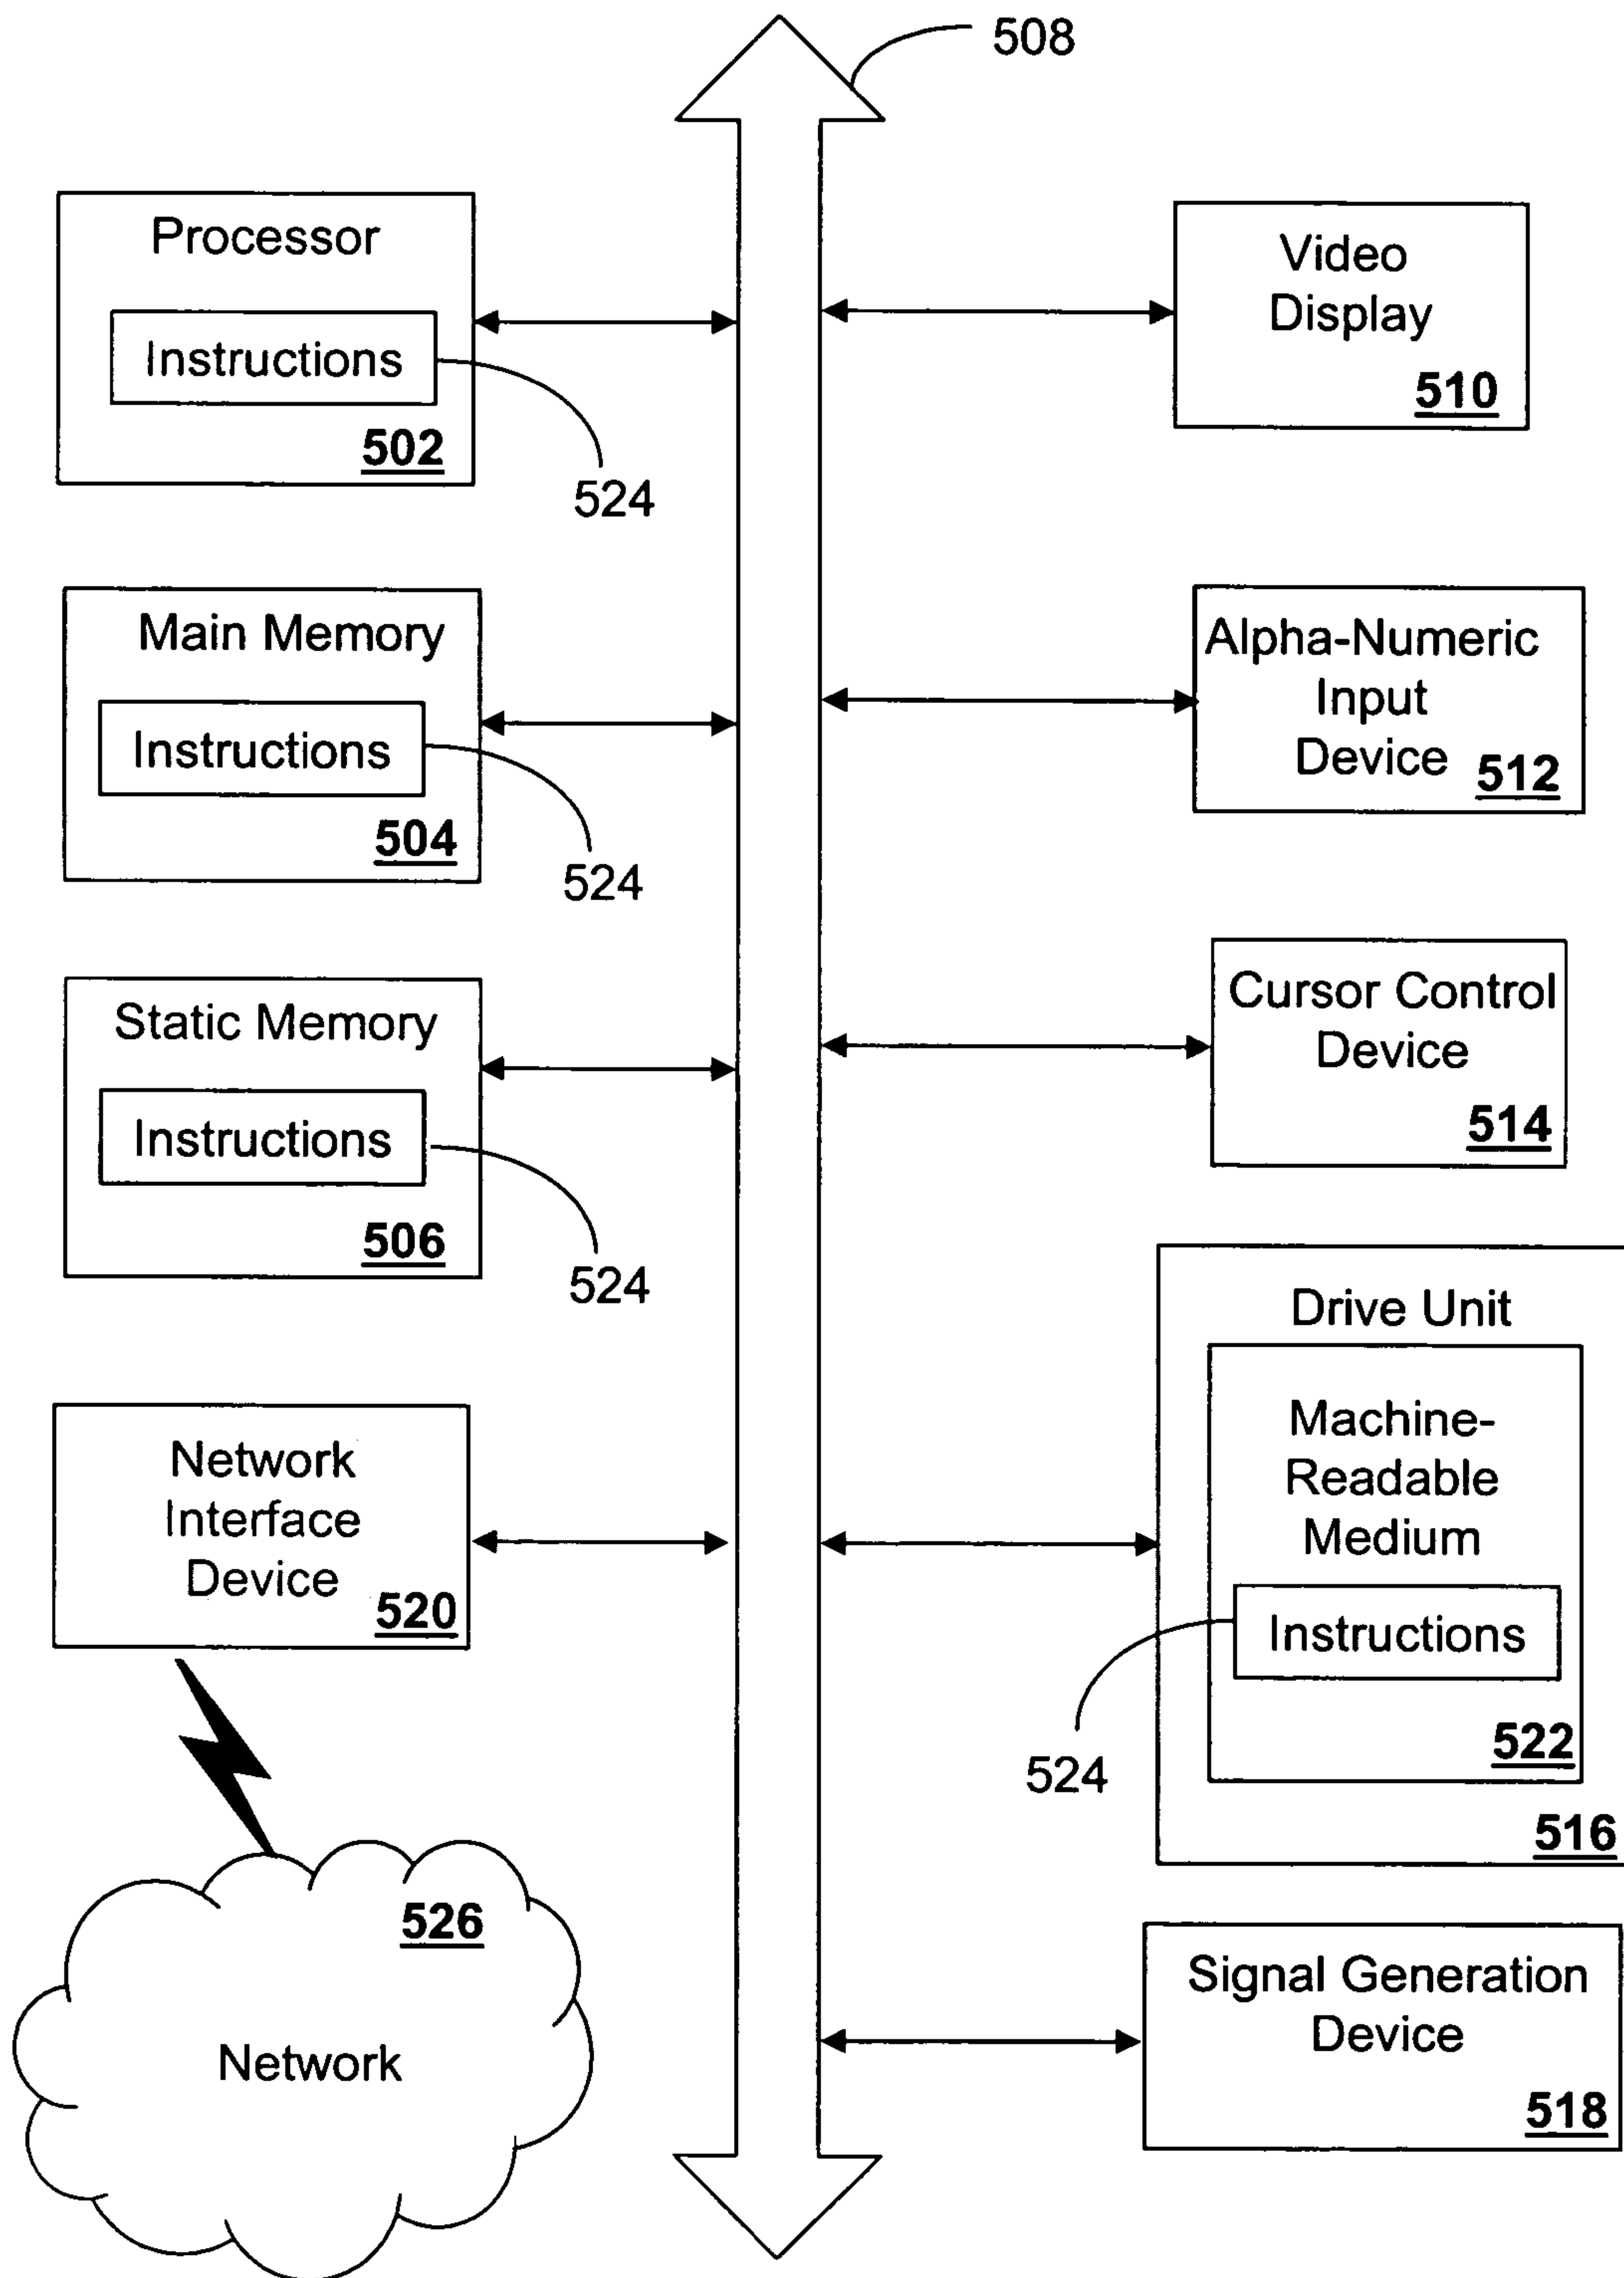 508
Processor
Instructions
502
524
Main Memory
Instructions
504
524
Static Memory
Instructions
506
524
Network
Interface
Device
520
526
Network
Video
Display
510
Alpha-Numeric
Input
Device
512
Cursor Control
Device
514
Drive Unit
Machine-
Readable
Medium
Instructions
522
524
516
Signal Generation
Device
518